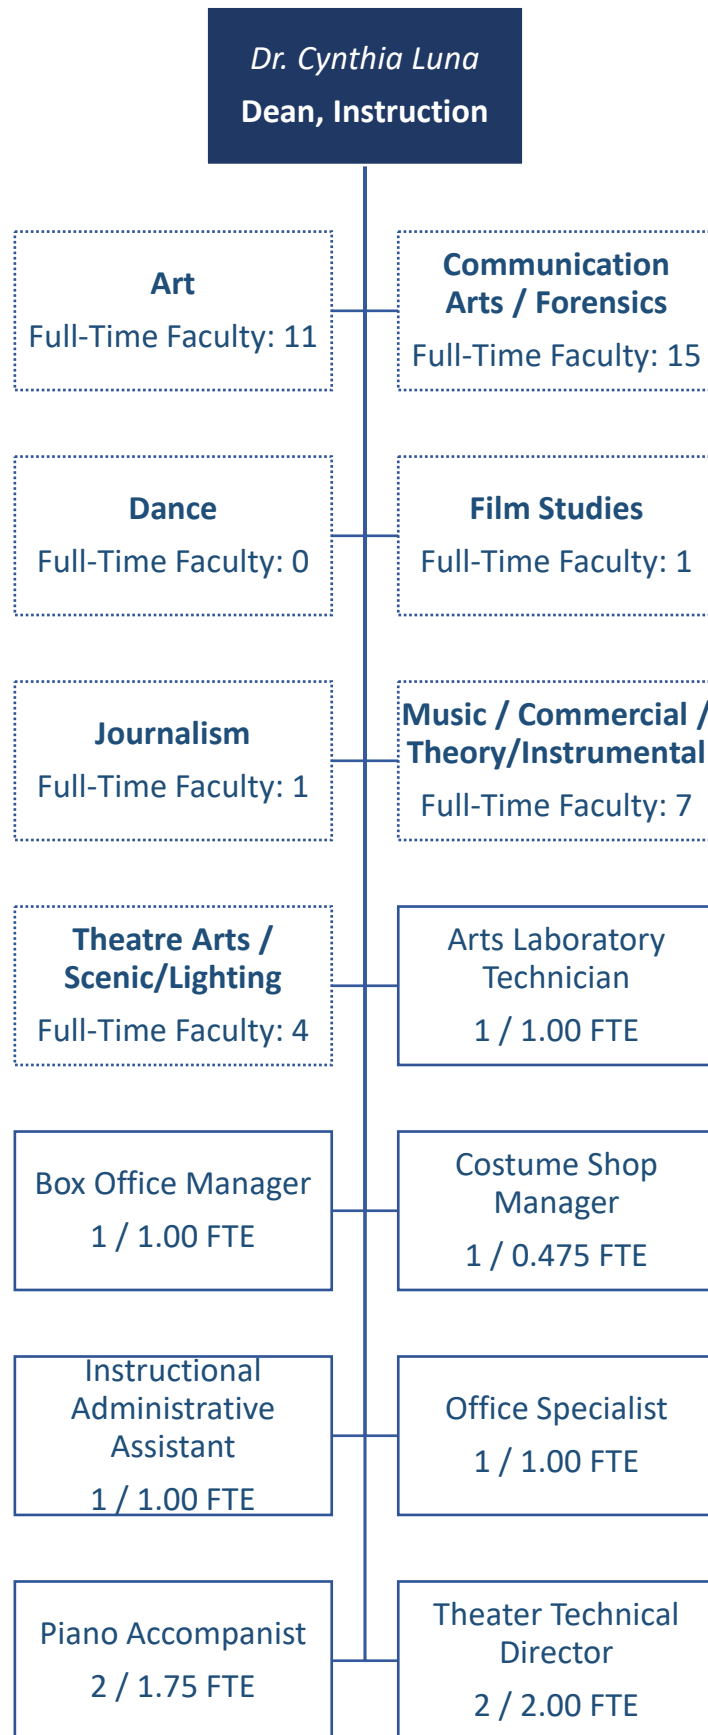 Dr. Cynthia Luna
Dean, Instruction
Art
Full-Time Faculty: 11
Communication
Arts / Forensics
Full-Time Faculty: 15
Dance
Full-Time Faculty: 0
Film Studies
Full-Time Faculty: 1
Journalism
Full-Time Faculty: 1
Music / Commercial /
Theory/Instrumental
Full-Time Faculty: 7
Theatre Arts /
Scenic/Lighting
Full-Time Faculty: 4
Arts Laboratory
Technician
1 / 1.00 FTE
Box Office Manager
1 / 1.00 FTE
Costume Shop
Manager
1 / 0.475 FTE
Instructional
Administrative
Assistant
1 / 1.00 FTE
Office Specialist
1 / 1.00 FTE
Piano Accompanist
2 / 1.75 FTE
Theater Technical
Director
2 / 2.00 FTE